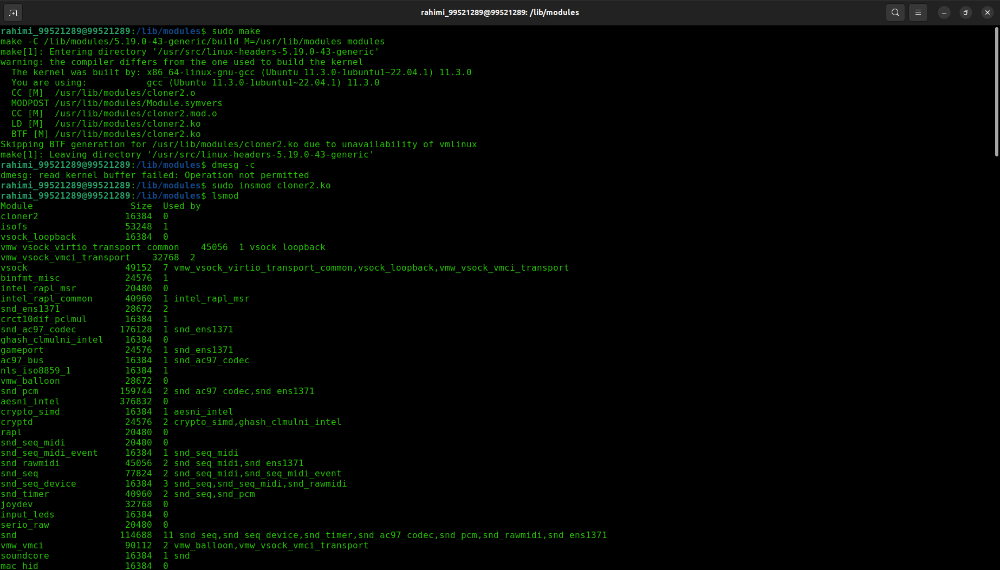 rahimi_99521289@99521289: /lib/modules
rahimi_99521289@99521289:/lib/modules$ sudo make
make -C /lib/modules/5.19.0-43-generic/build M=/usr/lib/modules modules
make[1]: Entering directory '/usr/src/linux-headers-5.19.0-43-generic'
warning: the compiler differs from the one used to build the kernel
  The kernel was built by: x86_64-linux-gnu-gcc (Ubuntu 11.3.0-1ubuntu1~22.04.1) 11.3.0
  You are using:           gcc (Ubuntu 11.3.0-1ubuntu1~22.04.1) 11.3.0
  CC [M]  /usr/lib/modules/cloner2.o
  MODPOST /usr/lib/modules/Module.symvers
  CC [M]  /usr/lib/modules/cloner2.mod.o
  LD [M]  /usr/lib/modules/cloner2.ko
  BTF [M] /usr/lib/modules/cloner2.ko
Skipping BTF generation for /usr/lib/modules/cloner2.ko due to unavailability of vmlinux
make[1]: Leaving directory '/usr/src/linux-headers-5.19.0-43-generic'
rahimi_99521289@99521289:/lib/modules$ dmesg -c
dmesg: read kernel buffer failed: Operation not permitted
rahimi_99521289@99521289:/lib/modules$ sudo insmod cloner2.ko
rahimi_99521289@99521289:/lib/modules$ lsmod
Module                  Size  Used by
cloner2                16384  0
isofs                  53248  1
vsock_loopback         16384  0
vmw_vsock_virtio_transport_common    45056  1 vsock_loopback
vmw_vsock_vmci_transport    32768  2
vsock                  49152  7 vmw_vsock_virtio_transport_common,vsock_loopback,vmw_vsock_vmci_transport
binfmt_misc            24576  1
intel_rapl_msr         20480  0
intel_rapl_common      40960  1 intel_rapl_msr
snd_ens1371            28672  2
crct10dif_pclmul       16384  1
snd_ac97_codec        176128  1 snd_ens1371
ghash_clmulni_intel    16384  0
gameport               24576  1 snd_ens1371
ac97_bus               16384  1 snd_ac97_codec
nls_iso8859_1          16384  1
vmw_balloon            28672  0
snd_pcm               159744  2 snd_ac97_codec,snd_ens1371
aesni_intel           376832  0
crypto_simd            16384  1 aesni_intel
cryptd                 24576  2 crypto_simd,ghash_clmulni_intel
rapl                   20480  0
snd_seq_midi           20480  0
snd_seq_midi_event     16384  1 snd_seq_midi
snd_rawmidi            45056  2 snd_seq_midi,snd_ens1371
snd_seq                77824  2 snd_seq_midi,snd_seq_midi_event
snd_seq_device         16384  3 snd_seq,snd_seq_midi,snd_rawmidi
snd_timer              40960  2 snd_seq,snd_pcm
joydev                 32768  0
input_leds             16384  0
serio_raw              20480  0
snd                   114688  11 snd_seq,snd_seq_device,snd_timer,snd_ac97_codec,snd_pcm,snd_rawmidi,snd_ens1371
vmw_vmci               90112  2 vmw_balloon,vmw_vsock_vmci_transport
soundcore              16384  1 snd
mac_hid                16384  0